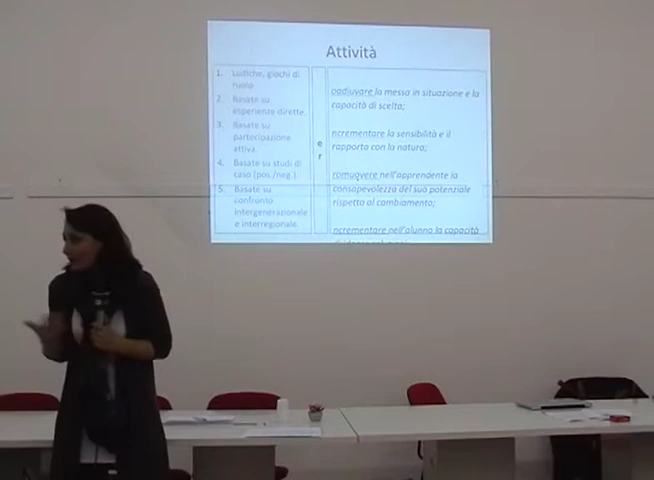 Attività
1. Ludiche, giochi di
ruolo
2. Basate su
esperienze dirette.
3. Basate su
partecipazione
attiva.
4. Basate su studi di
caso (pos./neg.).
5. Basate su
confronto
intergenerazionale
e interregionale.
e
r
oadiuvare la messa in situazione e la
capacità di scelta;
ncrementare la sensibilità e il
rapporto con la natura;
romuovere nell'apprendente la
consapevolezza del suo potenziale
rispetto al cambiamento;
ncrementare nell'alunno la capacità